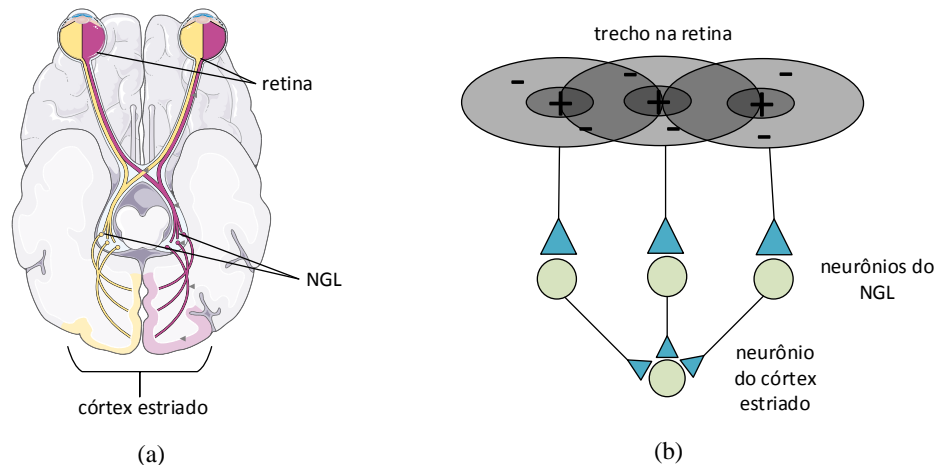 retina
NGL
córtex estriado
(a)
trecho na retina
- - -
+ + +
- - -
neurônios do
NGL
neurônio
do córtex
estriado
(b)